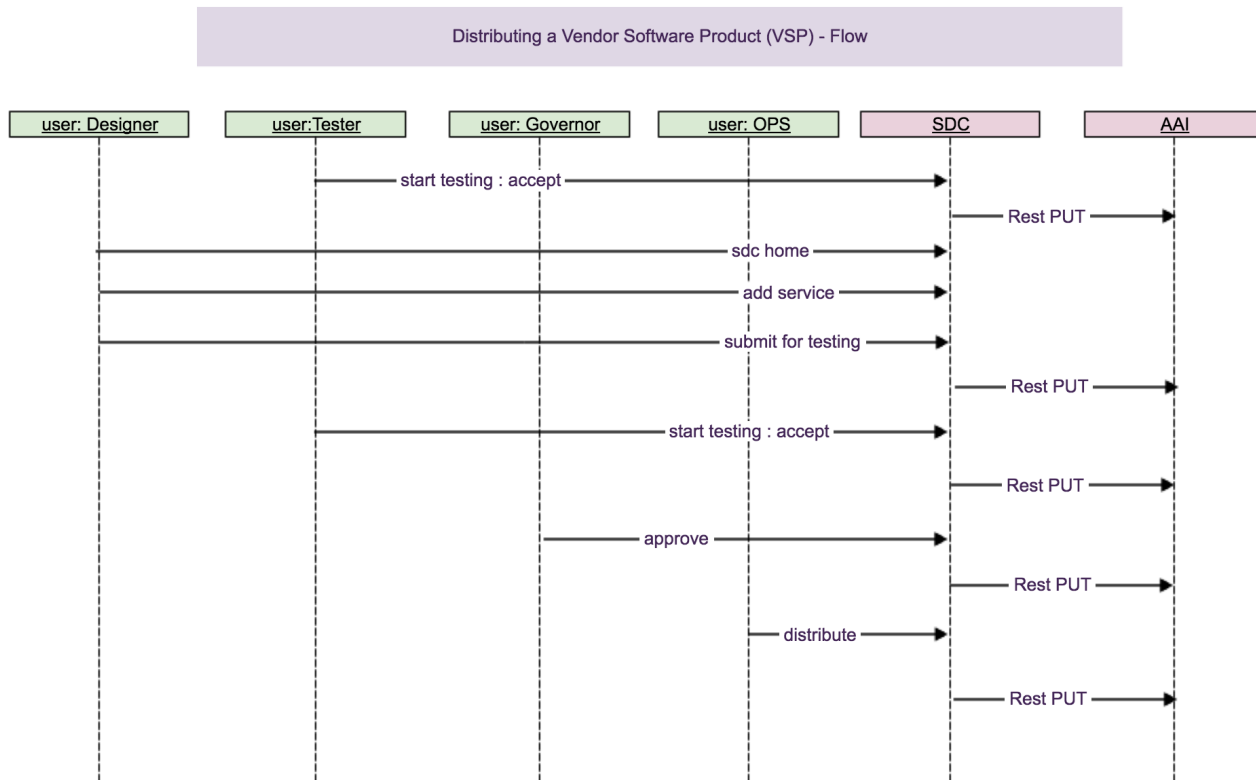 Distributing a Vendor Software Product (VSP) - Flow
user: Designer
user:Tester
user: Governor
user: OPS
SDC
AAI
start testing : accept
Rest PUT
sdc home
add service
submit for testing
Rest PUT
start testing : accept
Rest PUT
approve
Rest PUT
distribute
Rest PUT